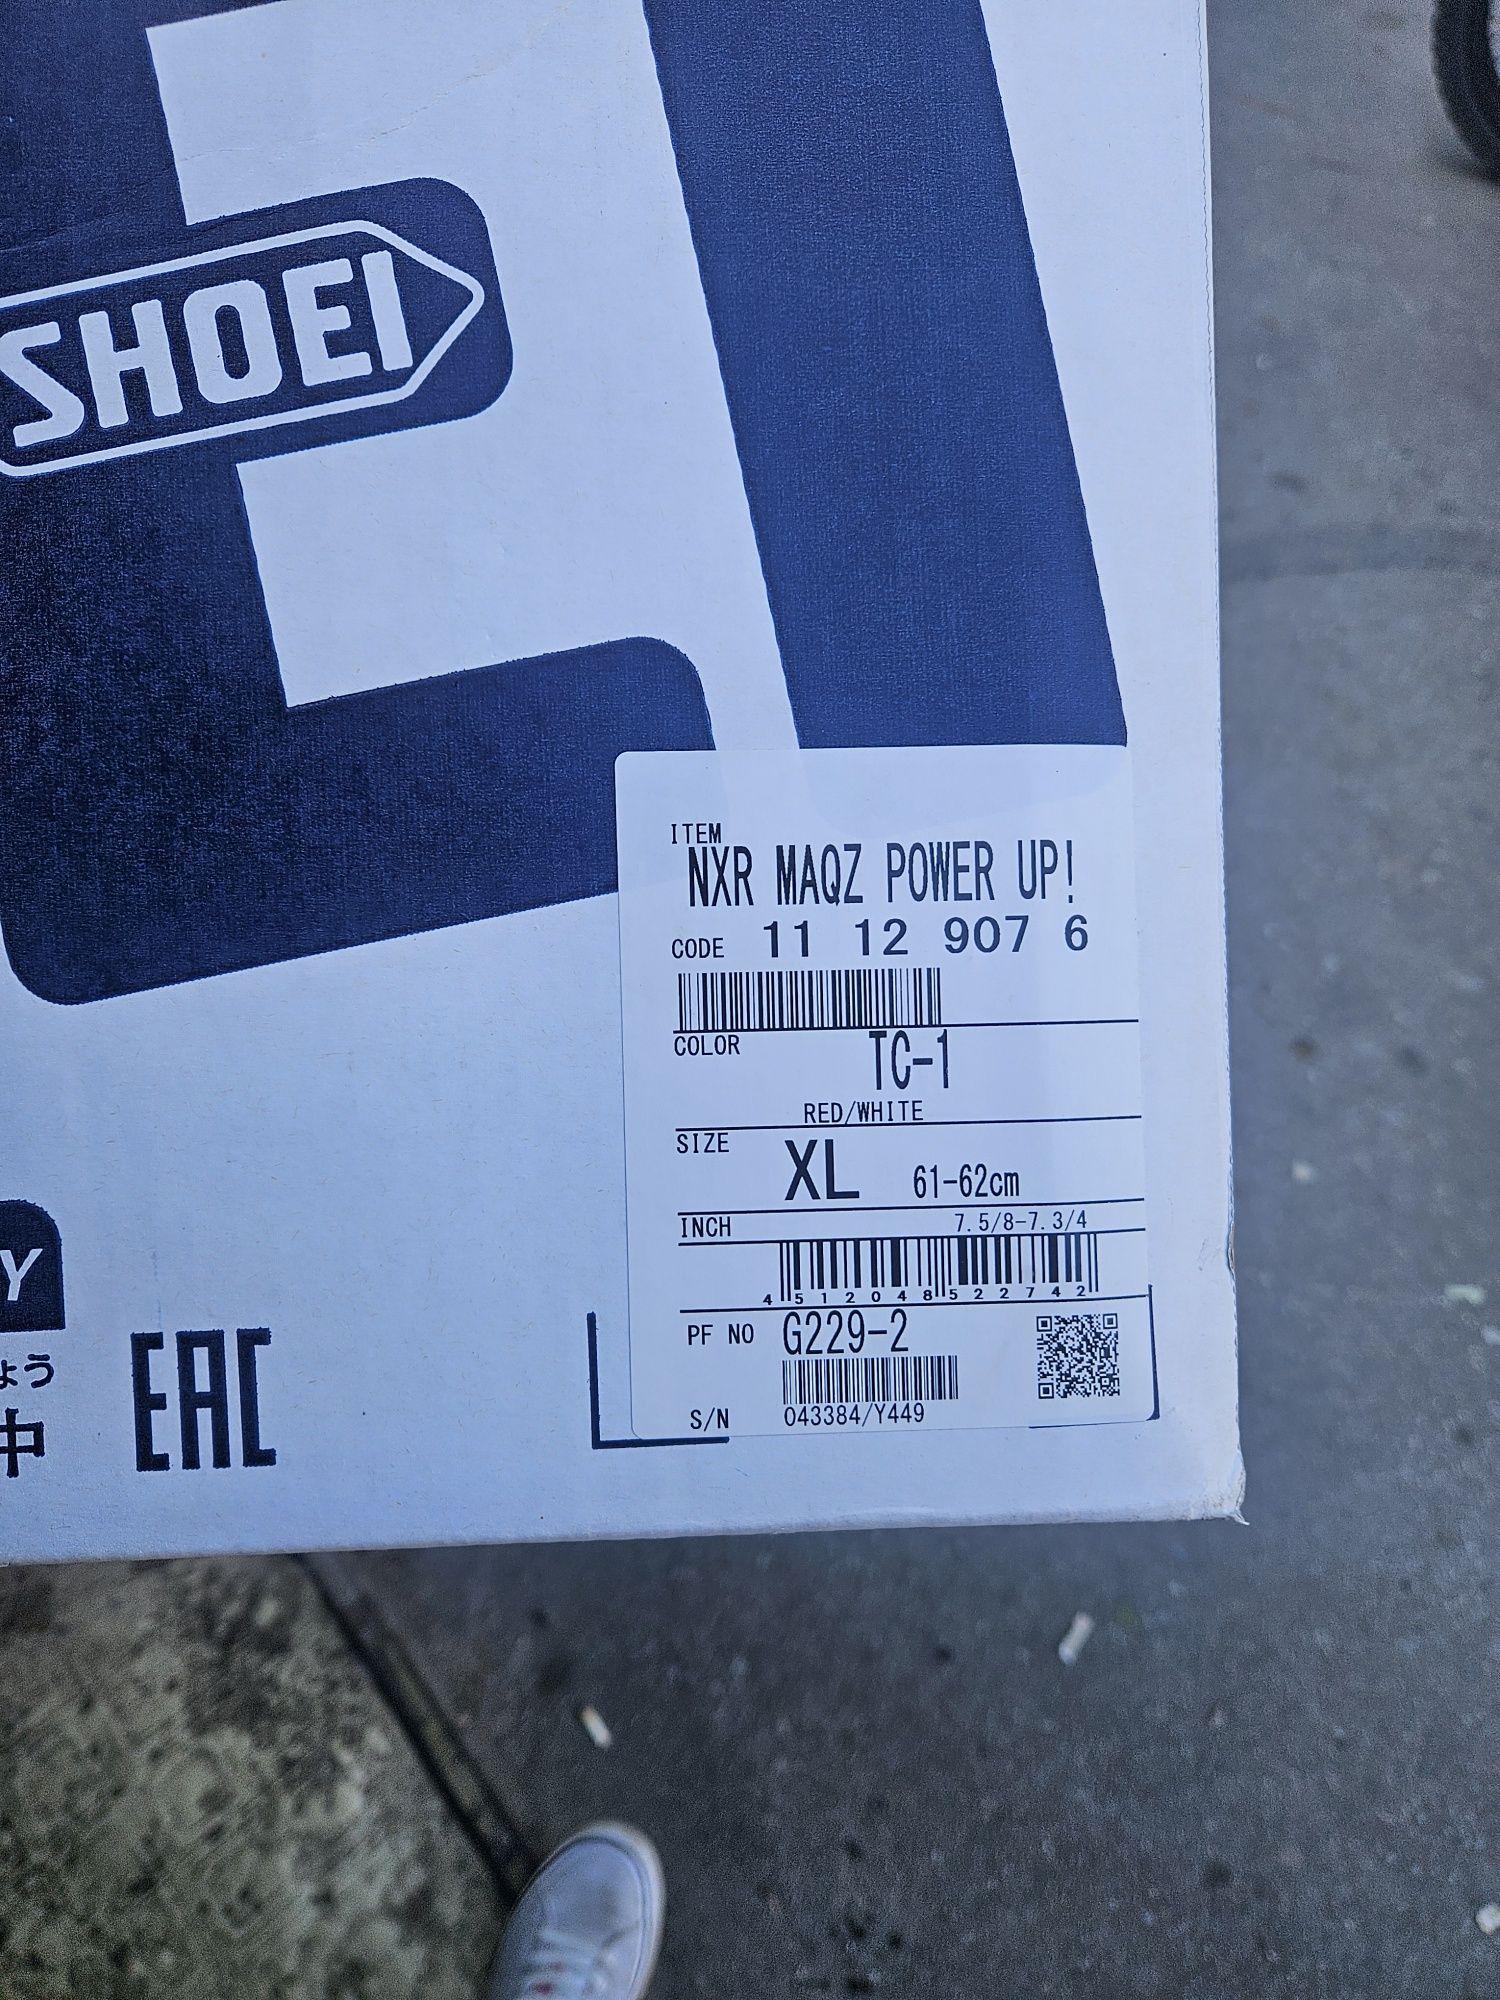 SHOEI
ITEM
NXR MAQZ POWER UP!
CODE 11 12 907 6
COLOR TC-1
RED/WHITE
SIZE XL 61-62cm
INCH 7.5/8-7.3/4
4 512048 522742
PF NO G229-2
S/N 043384/Y449
Y
ょう
中
EAC